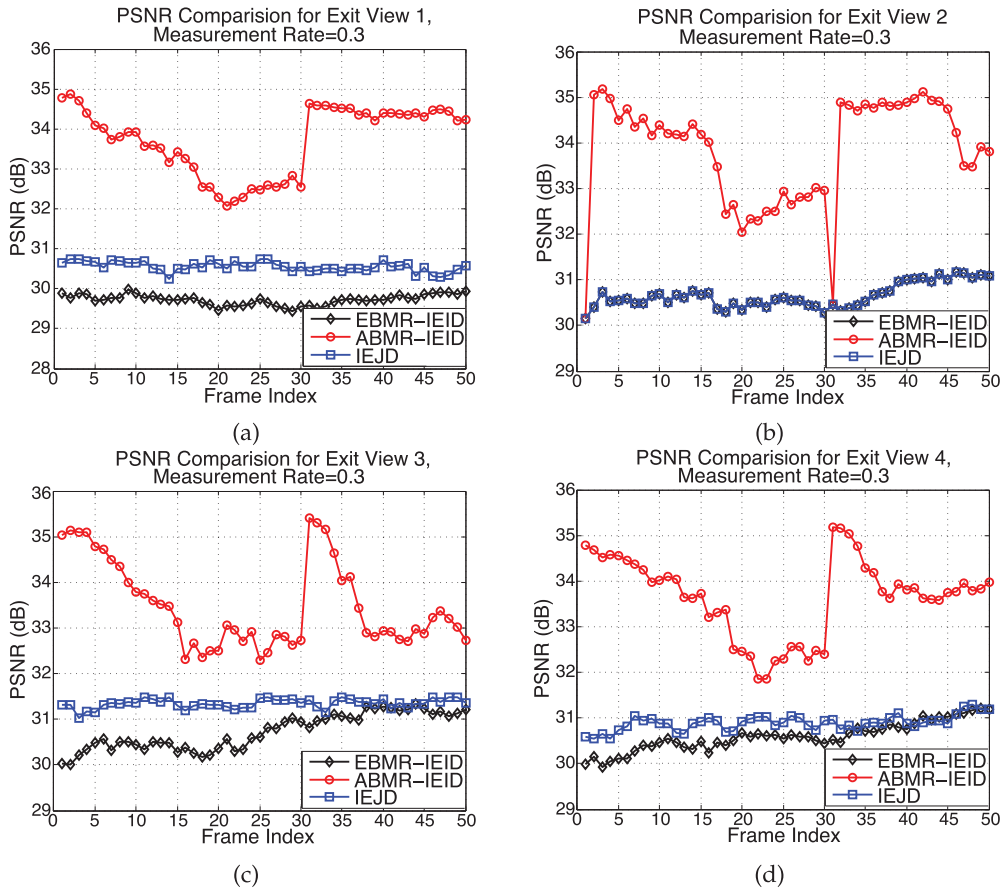 PSNR Comparision for Exit View 1,
Measurement Rate=0.3
36
35
34
33
32
31
30
29
28
PSNR (dB)
0 5 10 15 20 25 30 35 40 45 50
Frame Index
EBMR-IEID
ABMR-IEID
IEJD
(a)
PSNR Comparision for Exit View 2
Measurement Rate=0.3
36
35
34
33
32
31
30
29
PSNR (dB)
0 5 10 15 20 25 30 35 40 45 50
Frame Index
EBMR-IEID
ABMR-IEID
IEJD
(b)
PSNR Comparision for Exit View 3,
Measurement Rate=0.3
36
35
34
33
32
31
30
29
PSNR (dB)
0 5 10 15 20 25 30 35 40 45 50
Frame Index
EBMR-IEID
ABMR-IEID
IEJD
(c)
PSNR Comparision for Exit View 4,
Measurement Rate=0.3
36
35
34
33
32
31
30
29
PSNR (dB)
0 5 10 15 20 25 30 35 40 45 50
Frame Index
EBMR-IEID
ABMR-IEID
IEJD
(d)